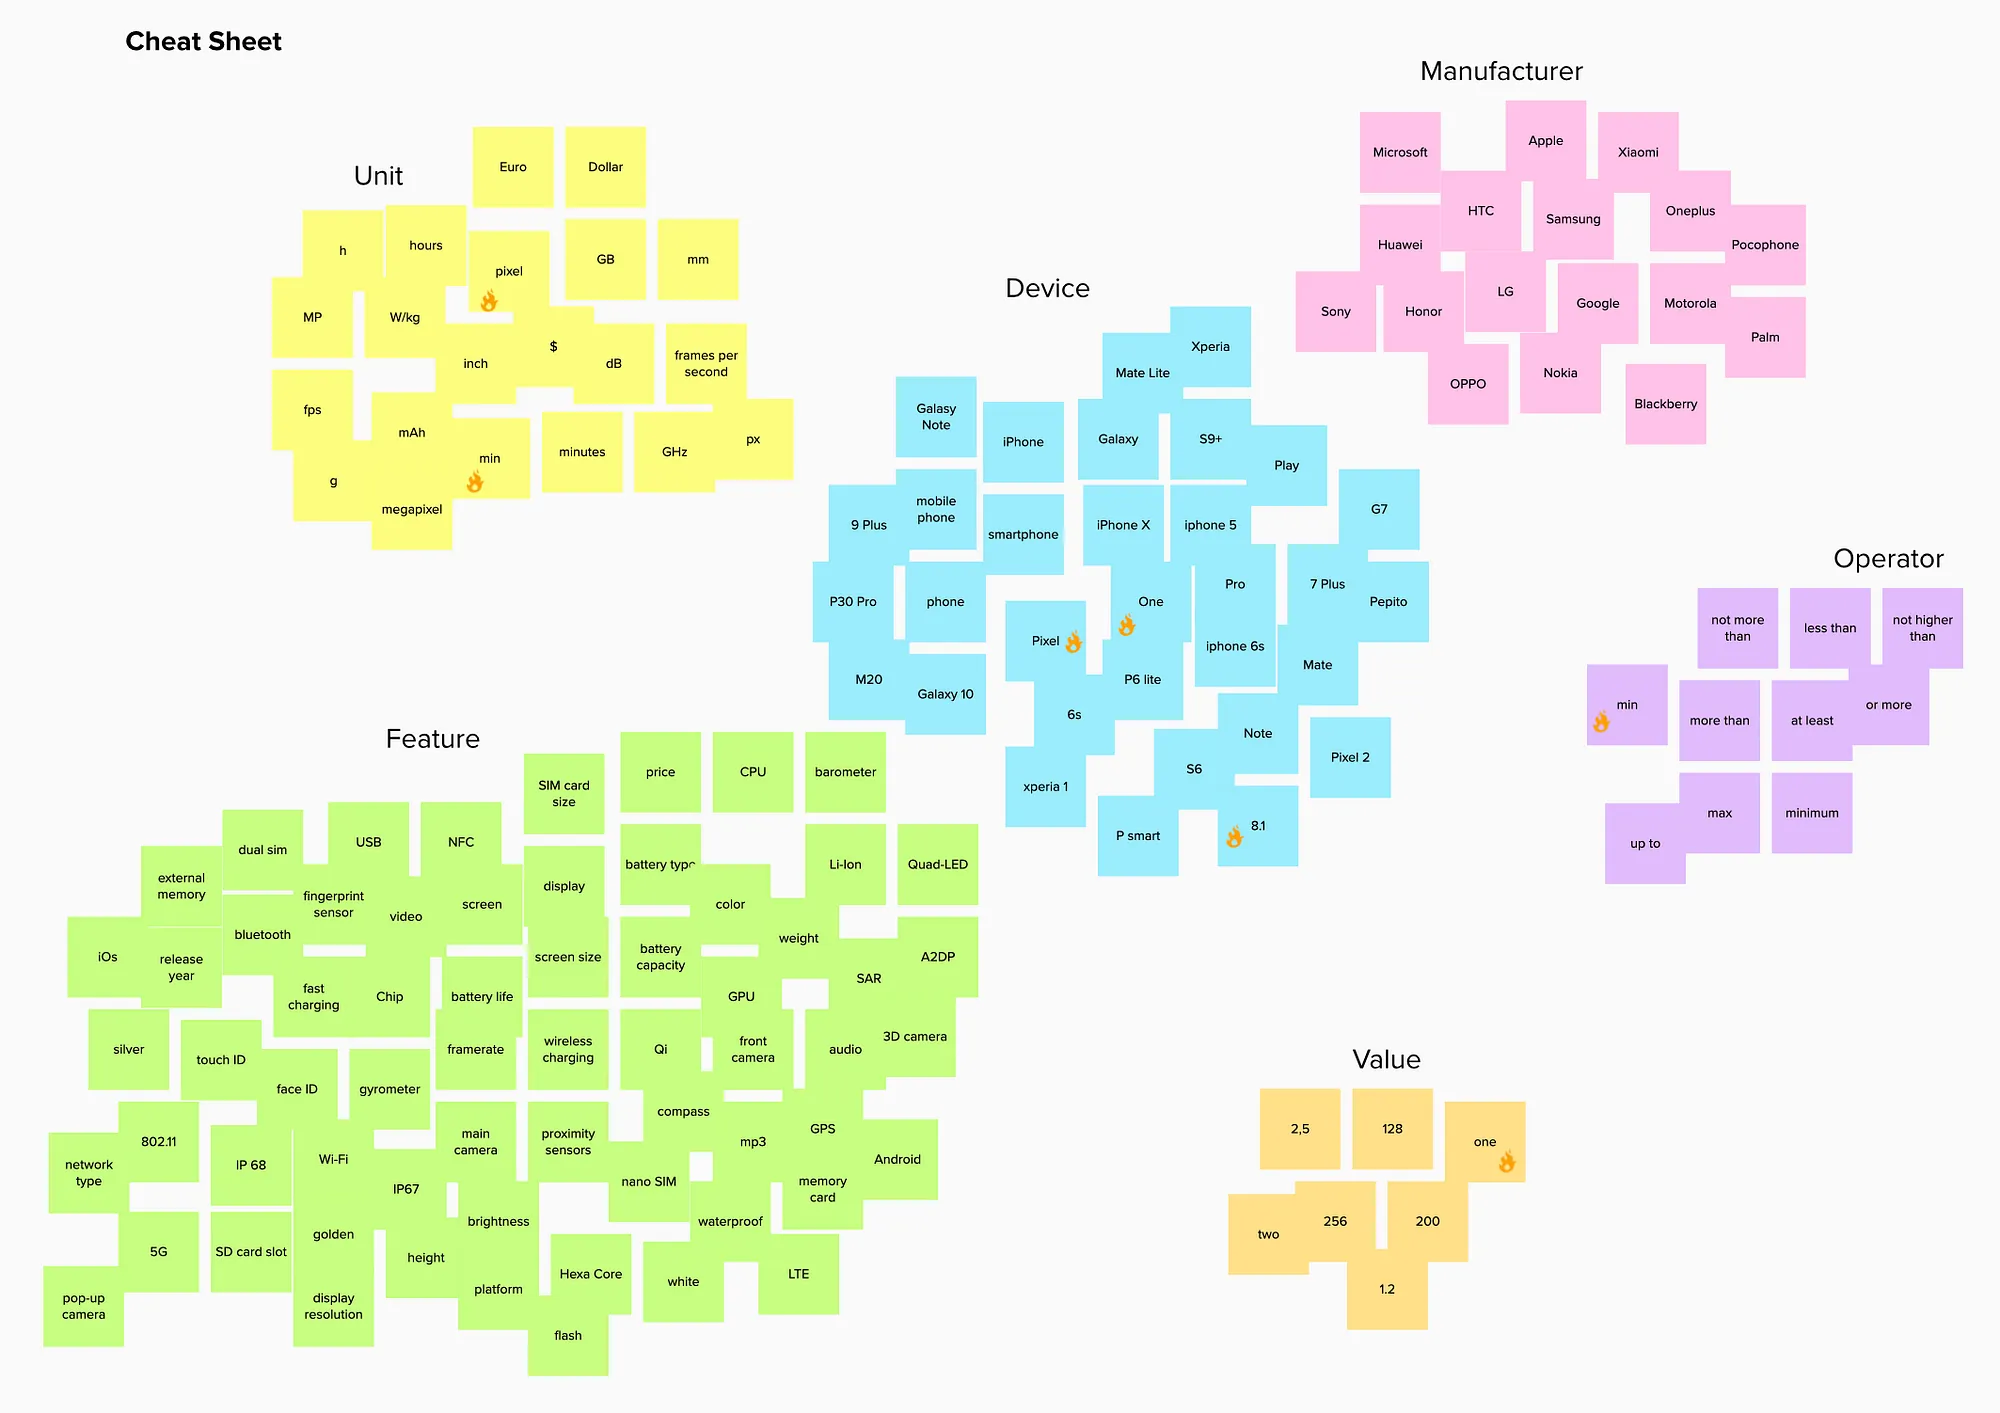 Cheat Sheet
Unit
Euro
Dollar
h
hours
pixel
GB
mm
MP
W/kg
inch
$
dB
frames per
second
fps
mAh
min
minutes
GHz
px
g
megapixel
Manufacturer
Microsoft
Apple
Xiaomi
HTC
Samsung
Oneplus
Huawei
Pocophone
Sony
Honor
LG
Google
Motorola
Palm
OPPO
Nokia
Blackberry
Device
Xperia
Mate Lite
Galasy
Note
iPhone
Galaxy
S9+
Play
9 Plus
mobile
phone
smartphone
iPhone X
iphone 5
G7
P30 Pro
phone
One
Pro
7 Plus
Pepito
Pixel
iphone 6s
Mate
M20
Galaxy 10
P6 lite
6s
Note
S6
Pixel 2
xperia 1
P smart
8.1
Operator
not more
than
less than
not higher
than
min
more than
at least
or more
up to
max
minimum
Feature
SIM card
size
price
CPU
barometer
dual sim
USB
NFC
external
memory
fingerprint
sensor
video
screen
display
battery type
color
Li-Ion
Quad-LED
iOs
release
year
bluetooth
screen size
battery
capacity
weight
SAR
A2DP
fast
charging
Chip
battery life
GPU
silver
touch ID
face ID
gyrometer
framerate
wireless
charging
Qi
front
camera
audio
3D camera
802.11
network
type
IP 68
Wi-Fi
IP67
main
camera
proximity
sensors
compass
mp3
GPS
nano SIM
memory
card
Android
5G
SD card slot
golden
height
brightness
waterproof
pop-up
camera
display
resolution
platform
Hexa Core
white
LTE
flash
Value
2,5
128
one
two
256
200
1.2